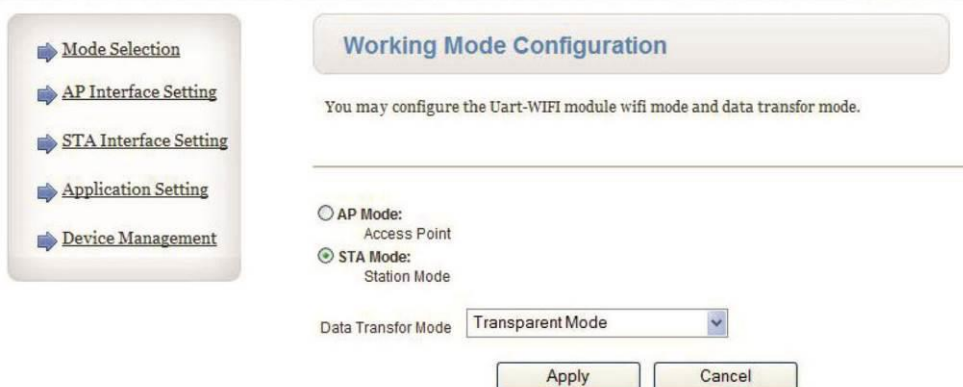 Mode Selection
AP Interface Setting
STA Interface Setting
Application Setting
Device Management
Working Mode Configuration
You may configure the Uart-WIFI module wifi mode and data transfor mode.
AP Mode:
Access Point
STA Mode:
Station Mode
Data Transfor Mode Transparent Mode
Apply Cancel